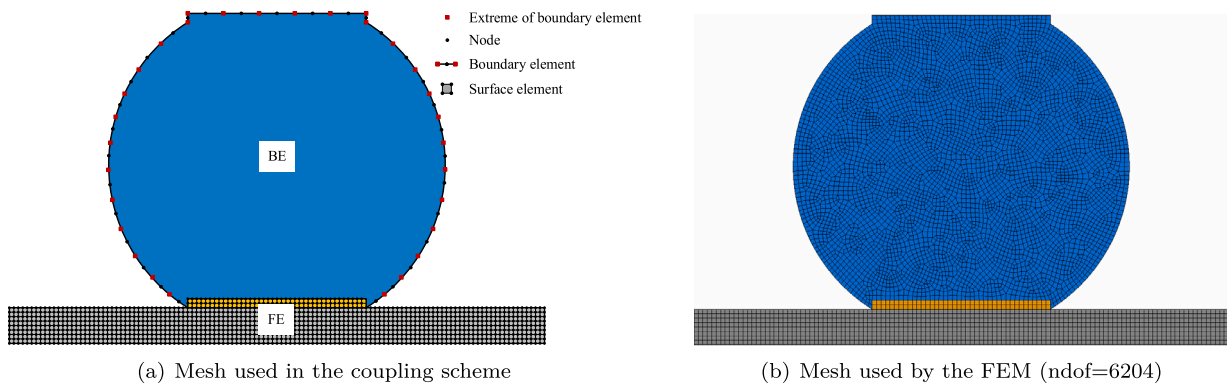 Extreme of boundary element
Node
Boundary element
Surface element
BE
FE
(a) Mesh used in the coupling scheme
(b) Mesh used by the FEM (ndof=6204)